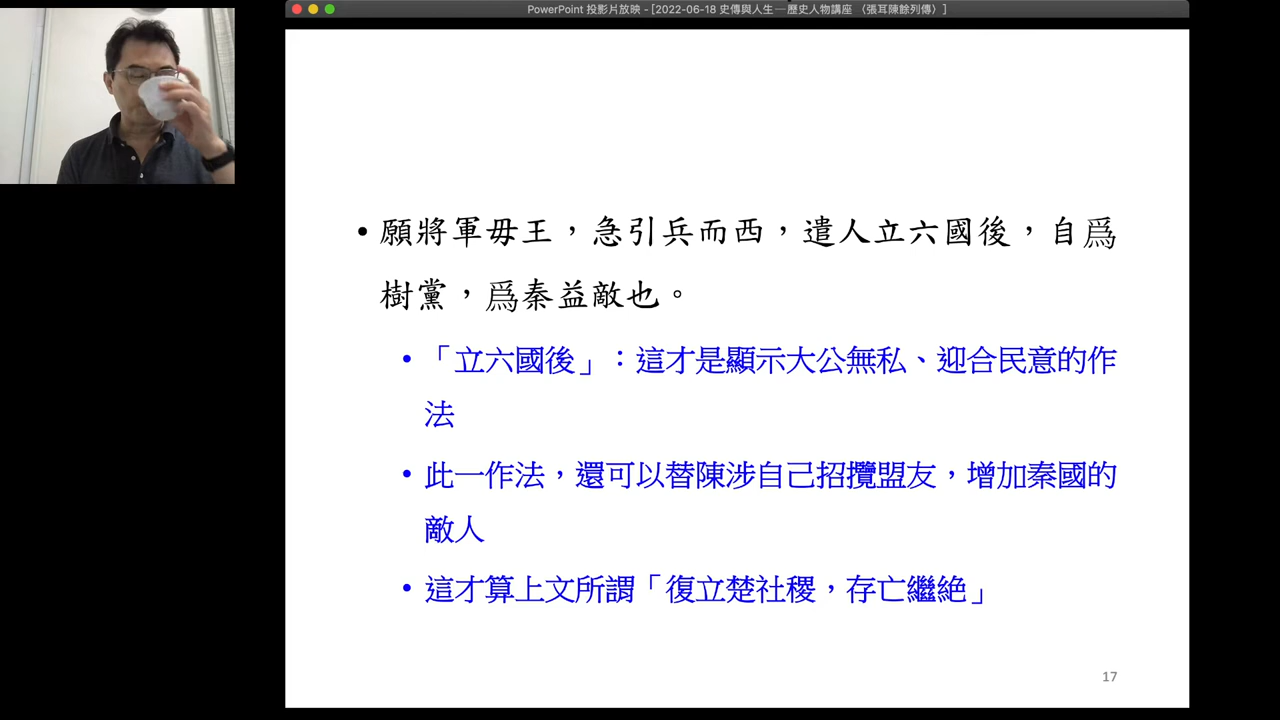 PowerPoint 投影片放映 - [2022-06-18 史傳與人生—歷史人物講座 〈張耳陳餘列傳〉]
• 願將軍毋王，急引兵而西，遣人立六國後，自爲
樹黨，爲秦益敵也。
• 「立六國後」：這才是顯示大公無私、迎合民意的作
法
• 此一作法，還可以替陳涉自己招攬盟友，增加秦國的
敵人
• 這才算上文所謂「復立楚社稷，存亡繼絕」
17